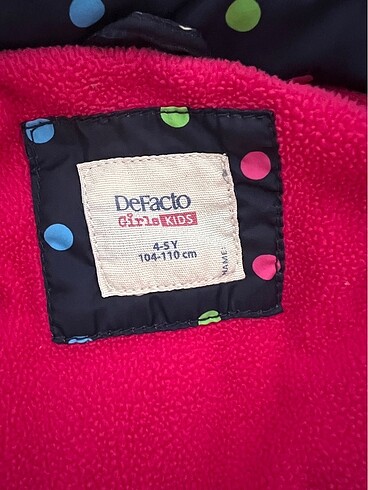 DeFacto
Girls KIDS
4-5 Y
104-110 cm
NAME: